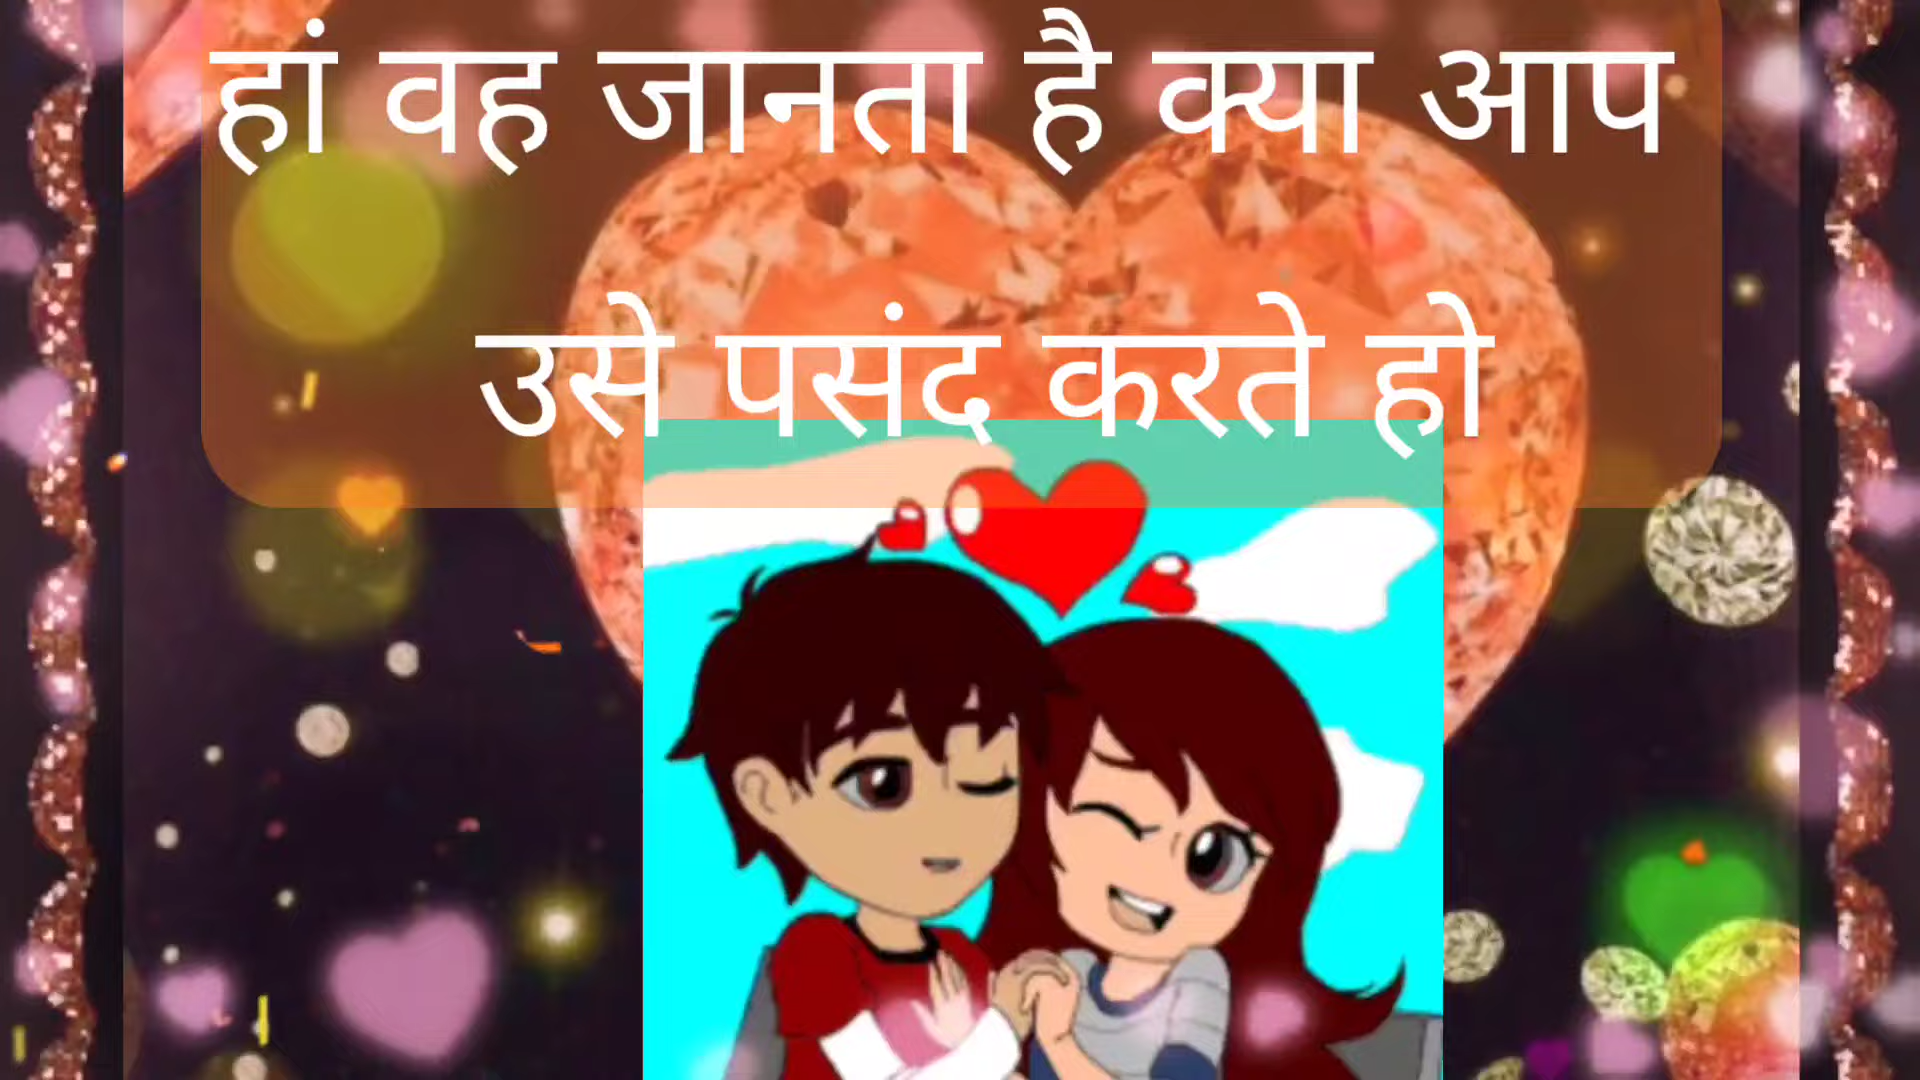 हां वह जानता है क्या आप
उसे पसंद करते हो